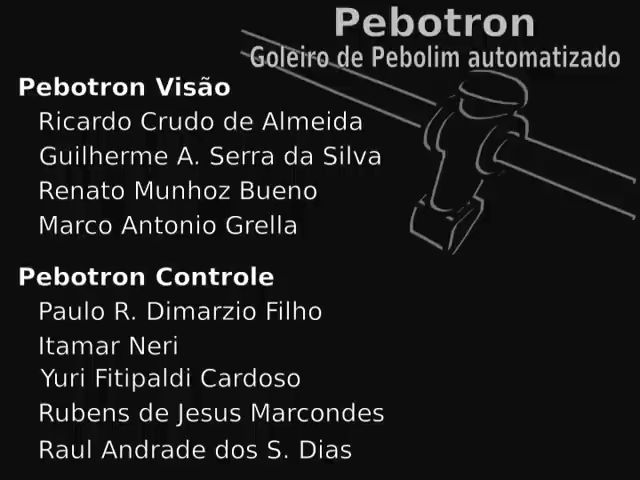 Pebotron
Goleiro de Pebolim automatizado
Pebotron Visão
Ricardo Crudo de Almeida
Guilherme A. Serra da Silva
Renato Munhoz Bueno
Marco Antonio Grella
Pebotron Controle
Paulo R. Dimarzio Filho
Itamar Neri
Yuri Fitipaldi Cardoso
Rubens de Jesus Marcondes
Raul Andrade dos S. Dias